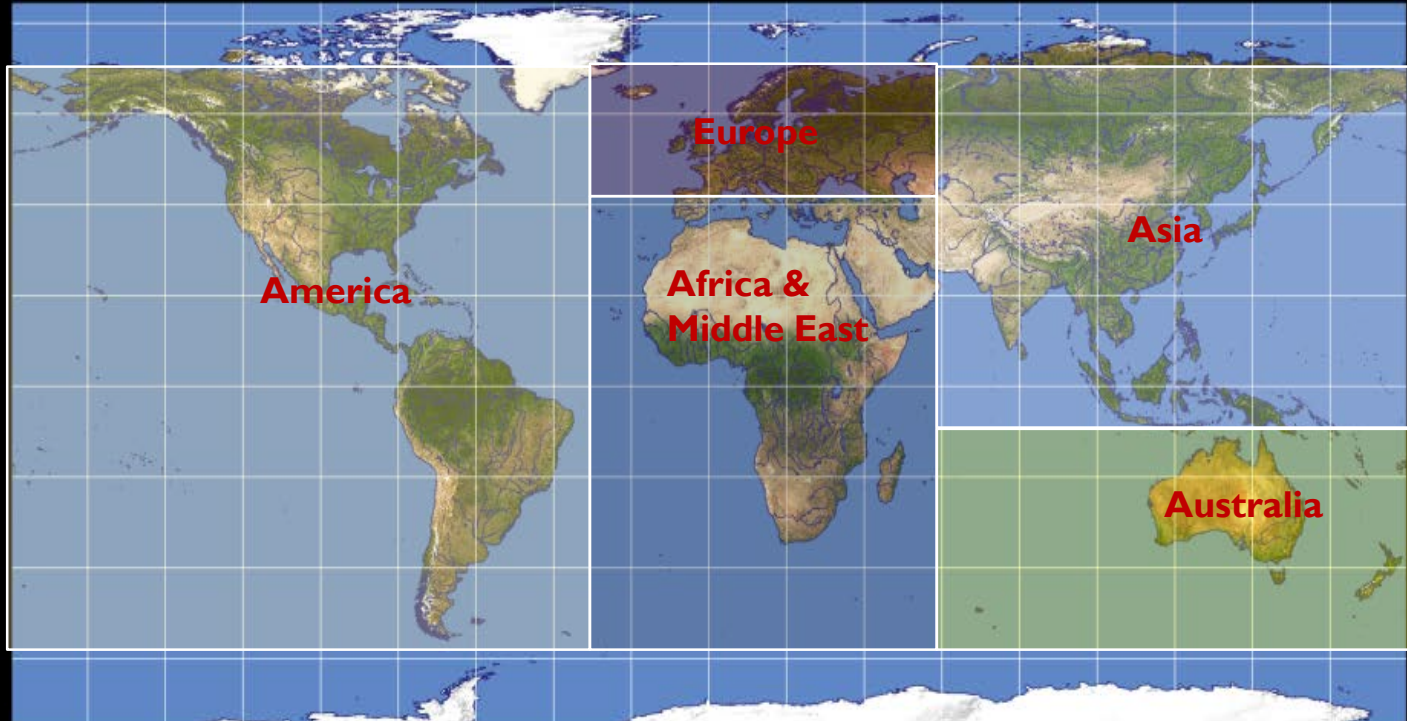 Europe
Asia
America
Africa &
Middle East
Australia